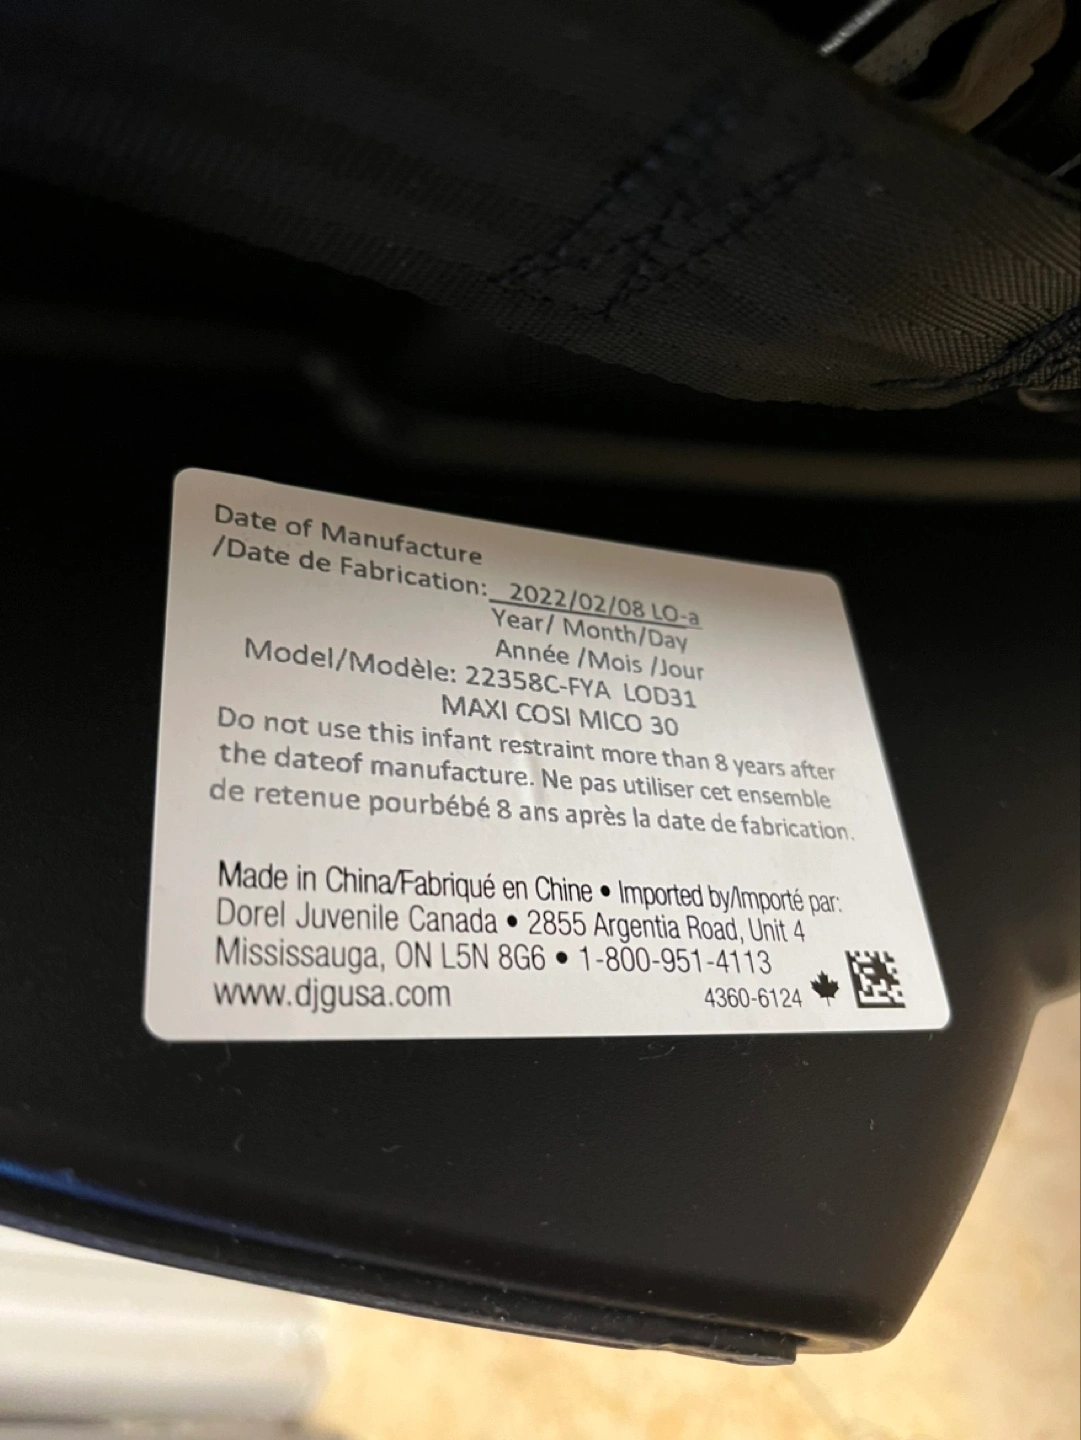 Date of Manufacture
/Date de Fabrication: 2022/02/08 LO-a
Year/ Month/Day
Année /Mois /Jour
Model/Modèle: 22358C-FYA LOD31
MAXI COSI MICO 30
Do not use this infant restraint more than 8 years after
the dateof manufacture. Ne pas utiliser cet ensemble
de retenue pourbébé 8 ans après la date de fabrication.
Made in China/Fabriqué en Chine • Imported by/Importé par:
Dorel Juvenile Canada • 2855 Argentia Road, Unit 4
Mississauga, ON L5N 8G6 • 1-800-951-4113
www.djgusa.com
4360-6124